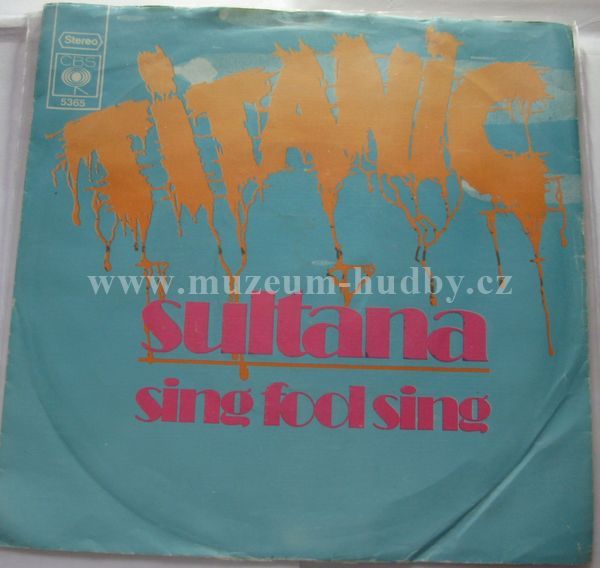 Stereo
CBS
5365
TITANIC
www.muzeum-hudby.cz
sultana
sing fool sing